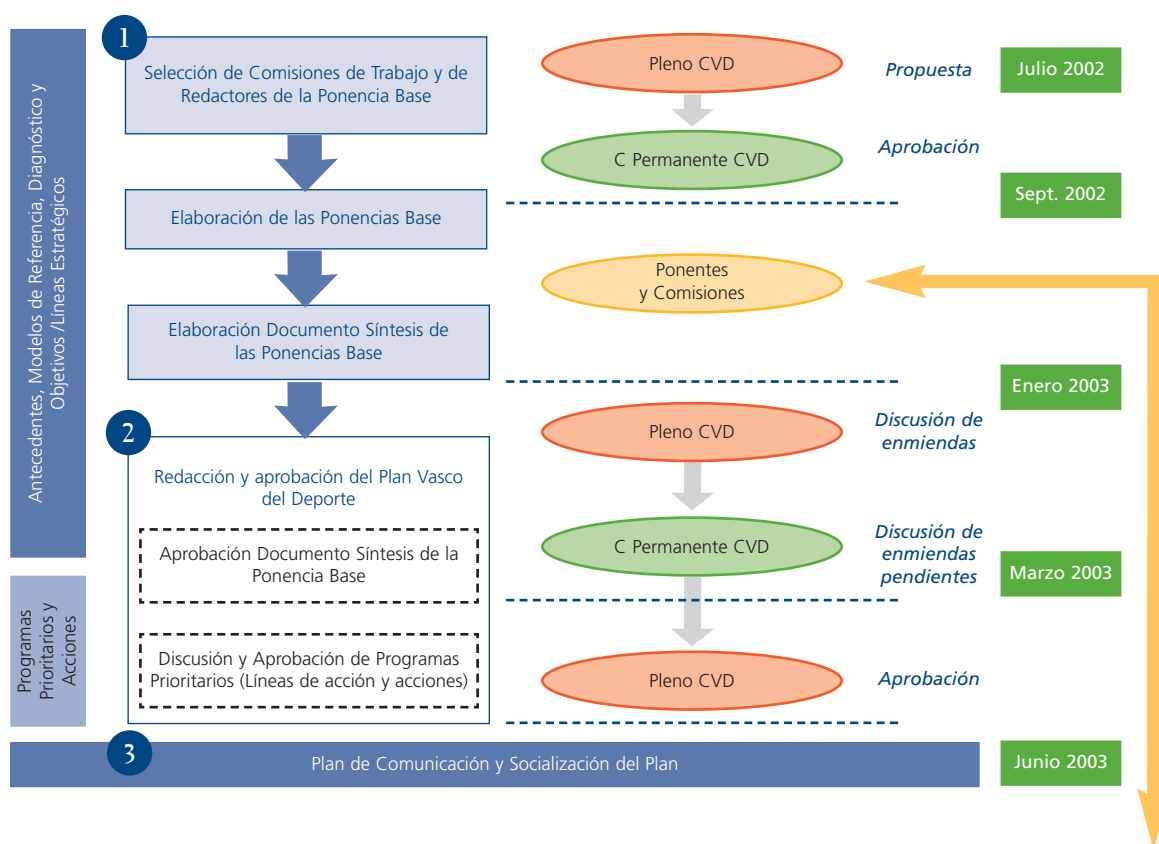 Antecedentes, Modelos de Referencia, Diagnóstico y
Objetivos /Líneas Estratégicos
1
Selección de Comisiones de Trabajo y de
Redactores de la Ponencia Base
Pleno CVD
Propuesta
Julio 2002
C Permanente CVD
Aprobación
Sept. 2002
Elaboración de las Ponencias Base
Ponentes
y Comisiones
Elaboración Documento Síntesis de
las Ponencias Base
Enero 2003
2
Redacción y aprobación del Plan Vasco
del Deporte
Pleno CVD
Discusión de
enmiendas
Aprobación Documento Síntesis de la
Ponencia Base
C Permanente CVD
Discusión de
enmiendas
pendientes
Marzo 2003
Programas
Prioritarios y
Acciones
Discusión y Aprobación de Programas
Prioritarios (Líneas de acción y acciones)
Pleno CVD
Aprobación
3
Plan de Comunicación y Socialización del Plan
Junio 2003